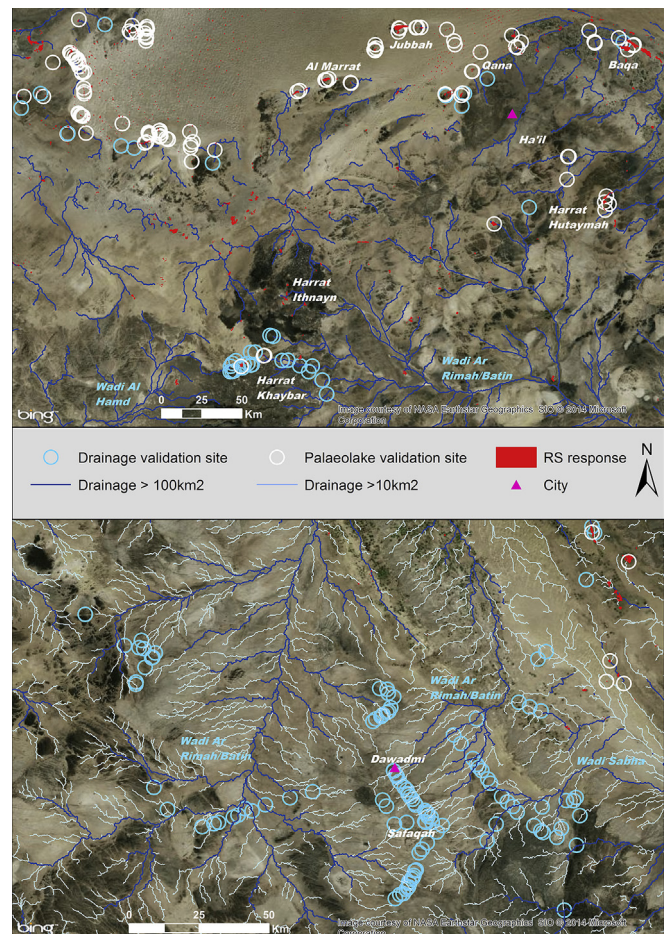 Jubbah
Al Marrat
Qana
Baqa
Ha'il
Harrat
Hutaymah
Harrat
Ithnayn
Wadi Ar
Rimah/Batin
Wadi Al
Hamd
Harrat
Khaybar
bing
0 25 50
Km
Image courtesy of NASA Earthstar Geographics SIO © 2014 Microsoft
Corporation
Drainage validation site
Palaeolake validation site
RS response
N
Drainage > 100km2
Drainage >10km2
City
Wadi Ar
Rimah/Batin
Wadi Ar
Rimah/Batin
Dawadmi
Wadi Sahba
Safaqah
bing
0 25 50
Km
Image courtesy of NASA Earthstar Geographics SIO © 2014 Microsoft
Corporation